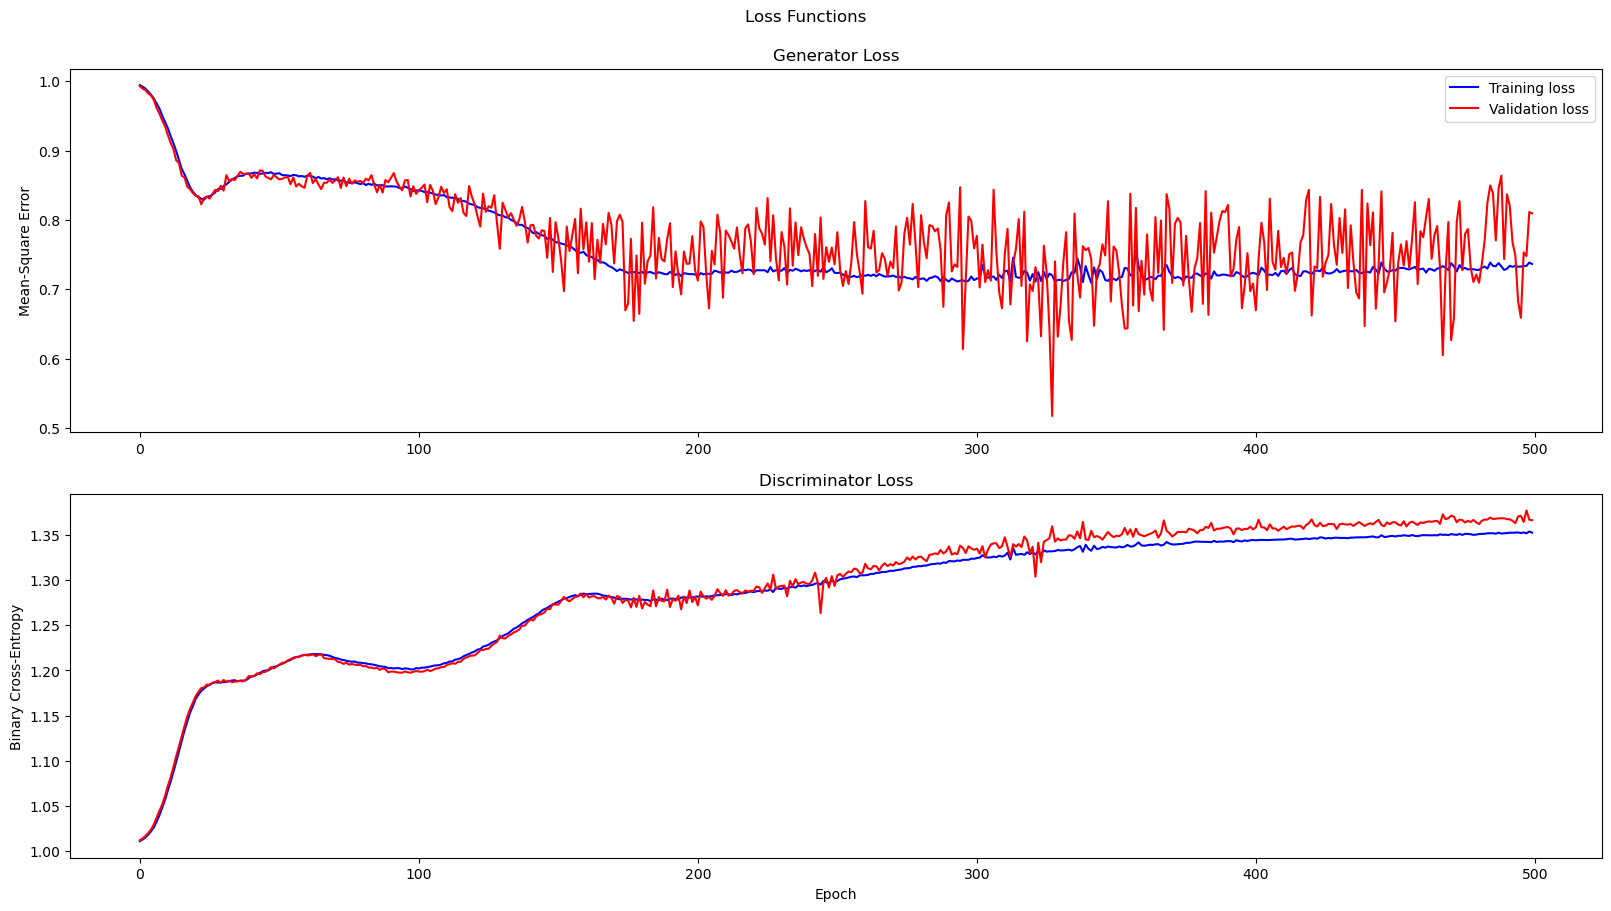 Loss Functions
Generator Loss
Mean-Square Error
1.0
0.9
0.8
0.7
0.6
0.5
Training loss
Validation loss
0 100 200 300 400 500
Discriminator Loss
Binary Cross-Entropy
1.35
1.30
1.25
1.20
1.15
1.10
1.05
1.00
0 100 200 300 400 500
Epoch